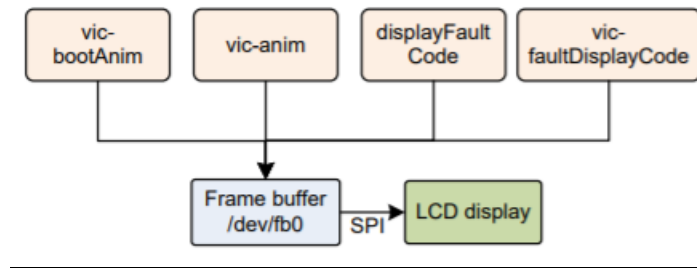 vic-
bootAnim
vic-anim
displayFault
Code
vic-
faultDisplayCode
Frame buffer
/dev/fb0
SPI
LCD display